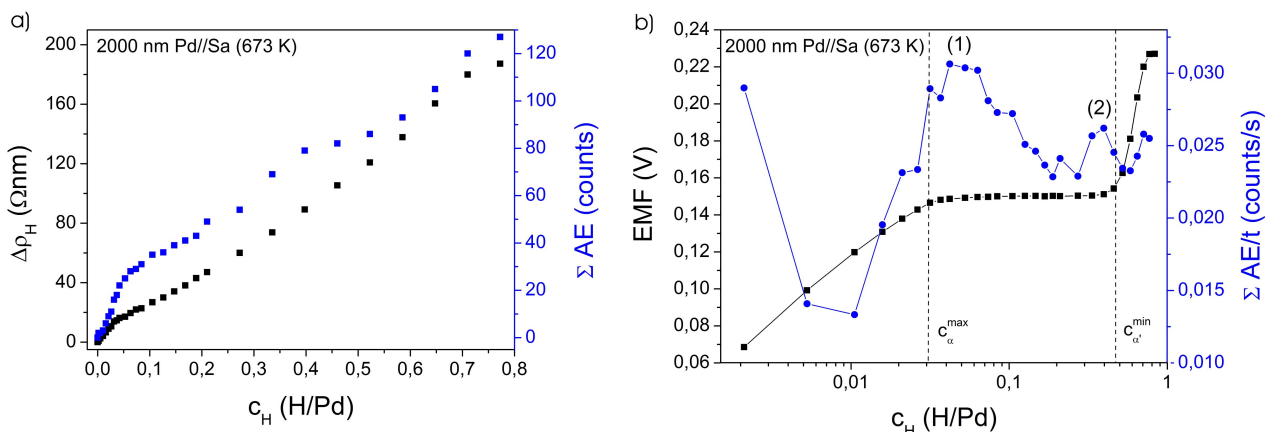 a)
2000 nm Pd//Sa (673 K)
200
160
120
80
40
0
Δρ_H (Ωnm)
120
100
80
60
40
20
0
Σ AE (counts)
0,0 0,1 0,2 0,3 0,4 0,5 0,6 0,7 0,8
c_H (H/Pd)
b)
2000 nm Pd//Sa (673 K)
(1)
(2)
0,24
0,22
0,20
0,18
0,16
0,14
0,12
0,10
0,08
0,06
EMF (V)
0,030
0,025
0,020
0,015
0,010
Σ AE/t (counts/s)
c_α^max
c_α'^min
0,01 0,1 1
c_H (H/Pd)